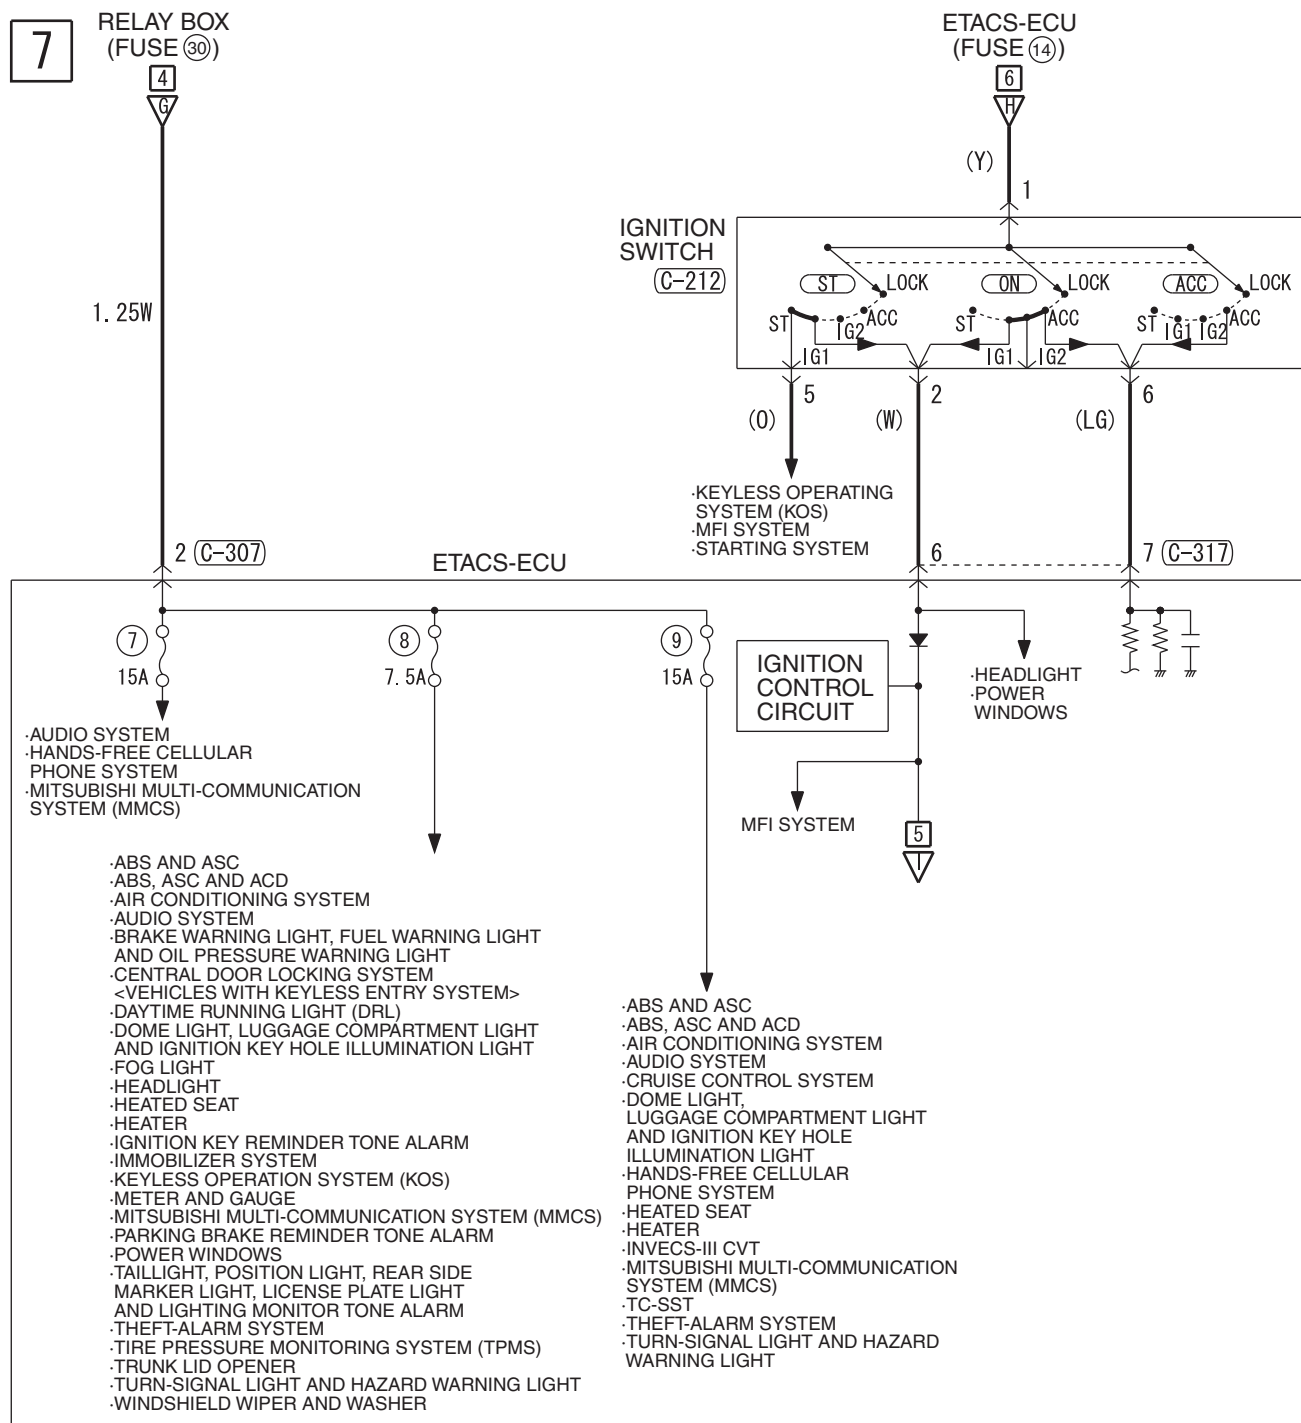 7
RELAY BOX
(FUSE 30)
4
G
ETACS-ECU
(FUSE 14)
6
H
(Y)
1
IGNITION
SWITCH
C-212
ST
LOCK
ON
LOCK
ACC
LOCK
ST
IG1
IG2
ACC
ST
IG1
IG2
ACC
ST
IG1
IG2
ACC
1.25W
5
2
6
(O)
(W)
(LG)
·KEYLESS OPERATING
SYSTEM (KOS)
·MFI SYSTEM
·STARTING SYSTEM
2
C-307
ETACS-ECU
6
7
C-317
7
15A
8
7.5A
9
15A
IGNITION
CONTROL
CIRCUIT
·HEADLIGHT
·POWER
WINDOWS
MFI SYSTEM
5
I
·AUDIO SYSTEM
·HANDS-FREE CELLULAR
PHONE SYSTEM
·MITSUBISHI MULTI-COMMUNICATION
SYSTEM (MMCS)
·ABS AND ASC
·ABS, ASC AND ACD
·AIR CONDITIONING SYSTEM
·AUDIO SYSTEM
·BRAKE WARNING LIGHT, FUEL WARNING LIGHT
AND OIL PRESSURE WARNING LIGHT
·CENTRAL DOOR LOCKING SYSTEM
<VEHICLES WITH KEYLESS ENTRY SYSTEM>
·DAYTIME RUNNING LIGHT (DRL)
·DOME LIGHT, LUGGAGE COMPARTMENT LIGHT
AND IGNITION KEY HOLE ILLUMINATION LIGHT
·FOG LIGHT
·HEADLIGHT
·HEATED SEAT
·HEATER
·IGNITION KEY REMINDER TONE ALARM
·IMMOBILIZER SYSTEM
·KEYLESS OPERATION SYSTEM (KOS)
·METER AND GAUGE
·MITSUBISHI MULTI-COMMUNICATION SYSTEM (MMCS)
·PARKING BRAKE REMINDER TONE ALARM
·POWER WINDOWS
·TAILLIGHT, POSITION LIGHT, REAR SIDE
MARKER LIGHT, LICENSE PLATE LIGHT
AND LIGHTING MONITOR TONE ALARM
·THEFT-ALARM SYSTEM
·TIRE PRESSURE MONITORING SYSTEM (TPMS)
·TRUNK LID OPENER
·TURN-SIGNAL LIGHT AND HAZARD WARNING LIGHT
·WINDSHIELD WIPER AND WASHER
·ABS AND ASC
·ABS, ASC AND ACD
·AIR CONDITIONING SYSTEM
·AUDIO SYSTEM
·CRUISE CONTROL SYSTEM
·DOME LIGHT,
LUGGAGE COMPARTMENT LIGHT
AND IGNITION KEY HOLE
ILLUMINATION LIGHT
·HANDS-FREE CELLULAR
PHONE SYSTEM
·HEATED SEAT
·HEATER
·INVECS-III CVT
·MITSUBISHI MULTI-COMMUNICATION
SYSTEM (MMCS)
·TC-SST
·THEFT-ALARM SYSTEM
·TURN-SIGNAL LIGHT AND HAZARD
WARNING LIGHT